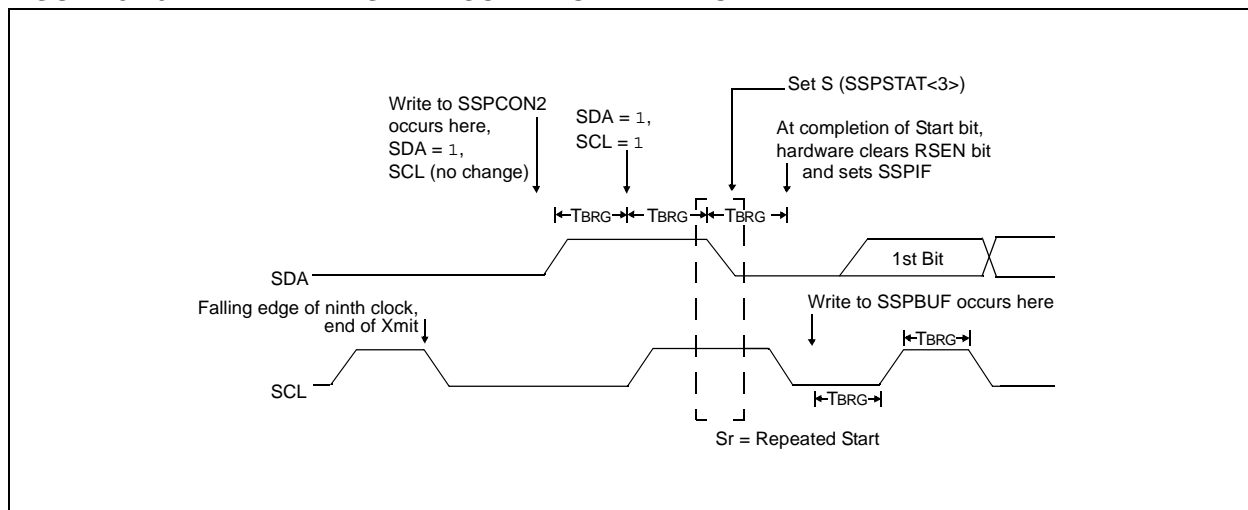 Set S (SSPSTAT<3>)
Write to SSPCON2
occurs here,
SDA = 1,
SCL (no change)
SDA = 1,
SCL = 1
At completion of Start bit,
hardware clears RSEN bit
and sets SSPIF
TBRG
TBRG
TBRG
SDA
1st Bit
Falling edge of ninth clock,
end of Xmit
Write to SSPBUF occurs here
TBRG
SCL
TBRG
Sr = Repeated Start